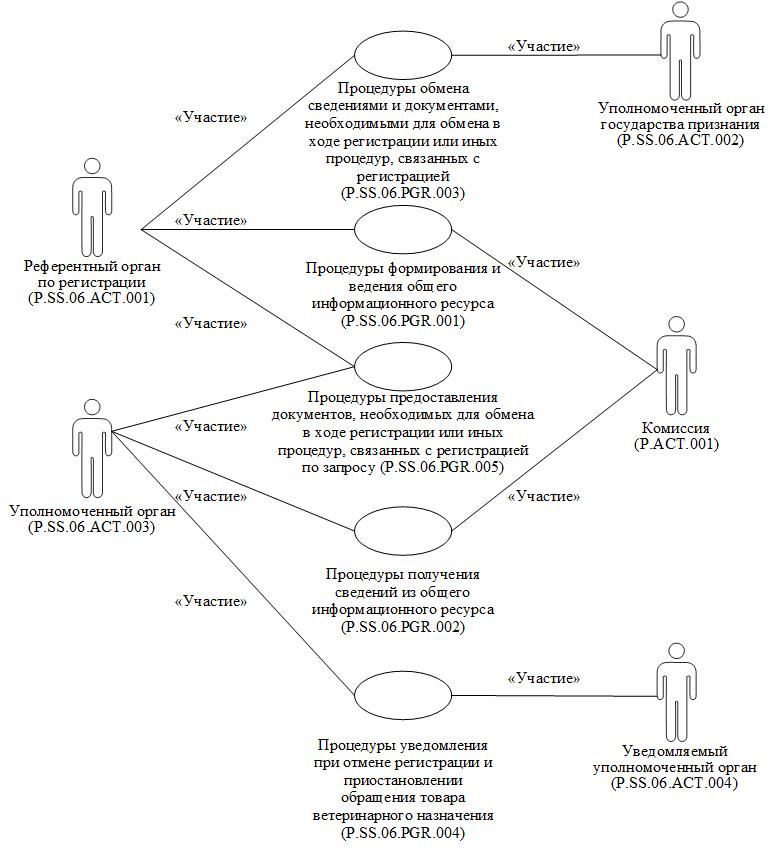 «Участие»
Процедуры обмена
сведениями и документами,
необходимыми для обмена в
ходе регистрации или иных
процедур, связанных с
регистрацией
(P.SS.06.PGR.003)
Уполномоченный орган
государства признания
(P.SS.06.ACT.002)
«Участие»
«Участие»
Референтный орган
по регистрации
(P.SS.06.ACT.001)
Процедуры формирования и
ведения общего
информационного ресурса
(P.SS.06.PGR.001)
«Участие»
«Участие»
Процедуры предоставления
документов, необходимых для обмена
в ходе регистрации или иных
процедур, связанных с регистрацией
по запросу (P.SS.06.PGR.005)
Комиссия
(P.ACT.001)
«Участие»
«Участие»
«Участие»
Уполномоченный орган
(P.SS.06.ACT.003)
Процедуры получения
сведений из общего
информационного ресурса
(P.SS.06.PGR.002)
«Участие»
«Участие»
Процедуры уведомления
при отмене регистрации и
приостановлении
обращения товара
ветеринарного назначения
(P.SS.06.PGR.004)
Уведомляемый
уполномоченный орган
(P.SS.06.ACT.004)